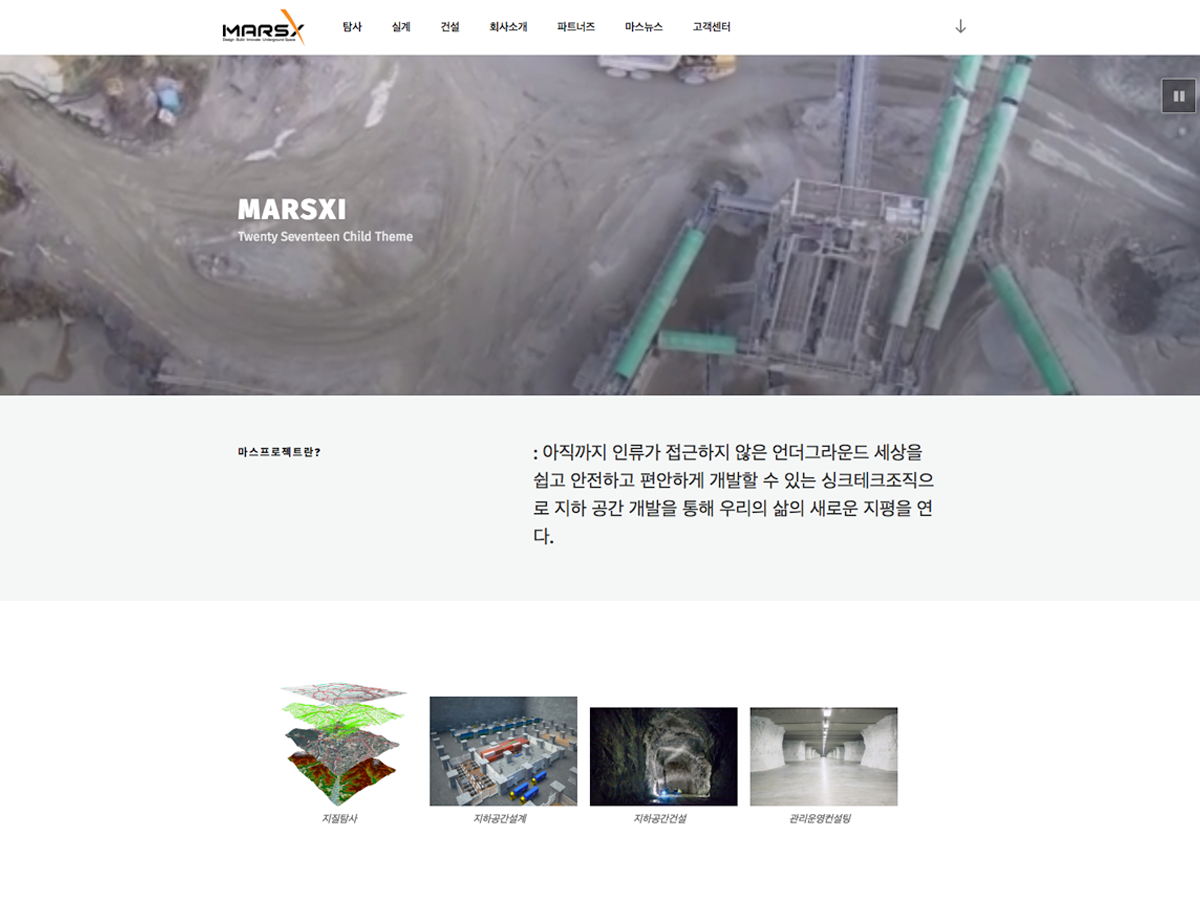 MARSX
Design · Build · Innovate · Underground Space
탐사
설계
건설
회사소개
파트너즈
마스뉴스
고객센터
MARSXI
Twenty Seventeen Child Theme
마스프로젝트란?
: 아직까지 인류가 접근하지 않은 언더그라운드 세상을
쉽고 안전하고 편안하게 개발할 수 있는 싱크테크조직으
로 지하 공간 개발을 통해 우리의 삶의 새로운 지평을 연
다.
지질탐사
지하공간설계
지하공간건설
관리운영컨설팅